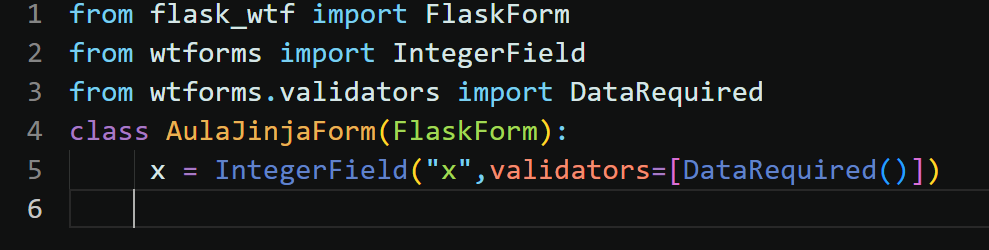 1 from flask_wtf import FlaskForm
2 from wtforms import IntegerField
3 from wtforms.validators import DataRequired
4 class AulaJinjaForm(FlaskForm):
5     x = IntegerField("x",validators=[DataRequired()])
6